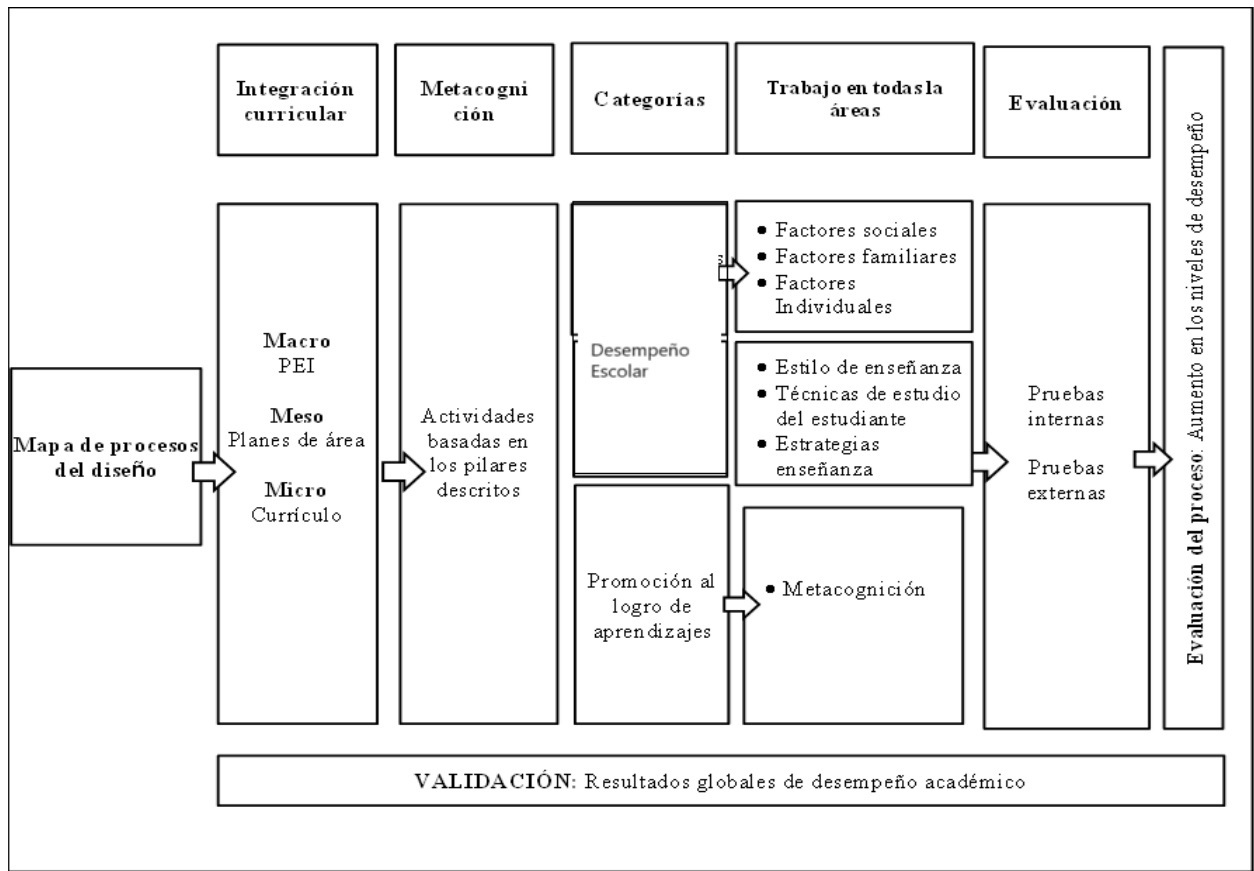 Integración
curricular
Metacogni
ción
Categorías
Trabajo en todas la
áreas
Evaluación
Evaluación del proceso: Aumento en los niveles de desempeño
Mapa de procesos
del diseño
Macro
PEI
Meso
Planes de área
Micro
Currículo
Actividades
basadas en
los pilares
descritos
Desempeño
Escolar
Promoción al
logro de
aprendizajes
• Factores sociales
• Factores familiares
• Factores
Individuales
• Estilo de enseñanza
• Técnicas de estudio
del estudiante
• Estrategias
enseñanza
• Metacognición
Pruebas
internas
Pruebas
externas
VALIDACIÓN: Resultados globales de desempeño académico